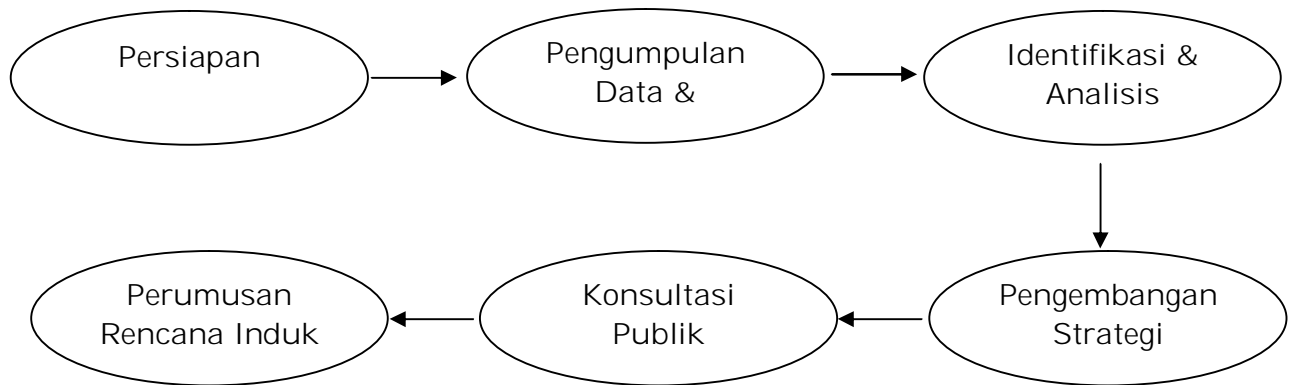 Persiapan
Pengumpulan
Data &
Identifikasi &
Analisis
Pengembangan
Strategi
Konsultasi
Publik
Perumusan
Rencana Induk